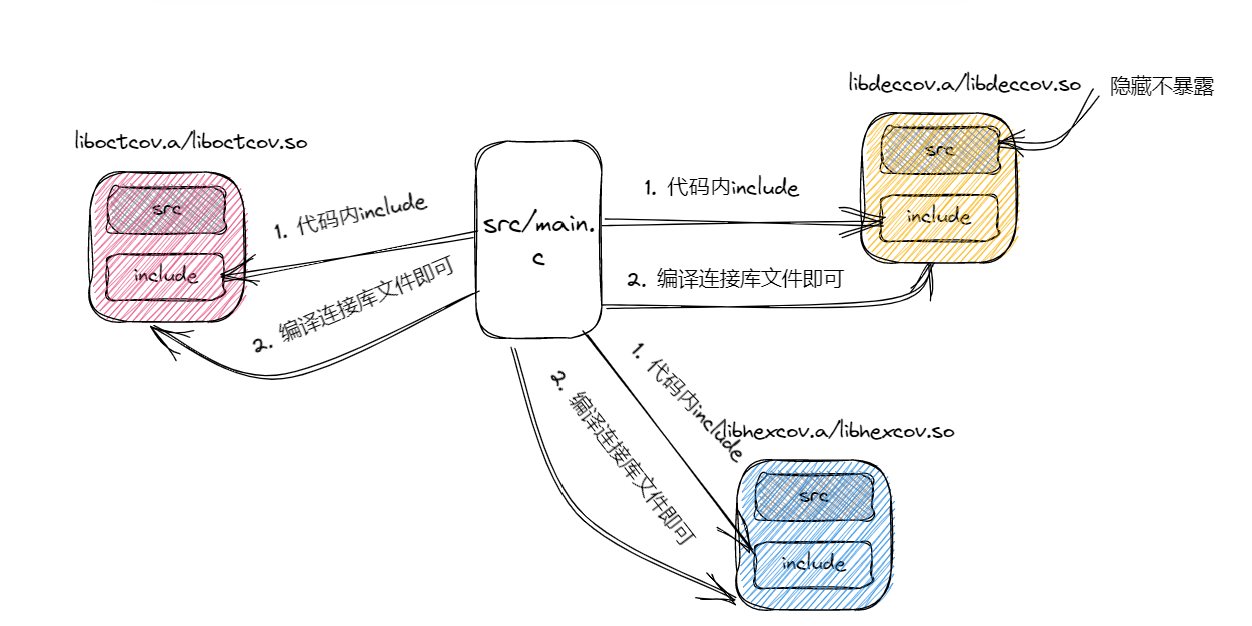 libdeccov.a/libdeccov.so
隐藏不暴露
src
include
liboctcov.a/liboctcov.so
src
include
1. 代码内include
2. 编译连接库文件即可
src/main.
c
1. 代码内include
2. 编译连接库文件即可
1. 代码内include
2. 编译连接库文件即可
libhexcov.a/libhexcov.so
src
include